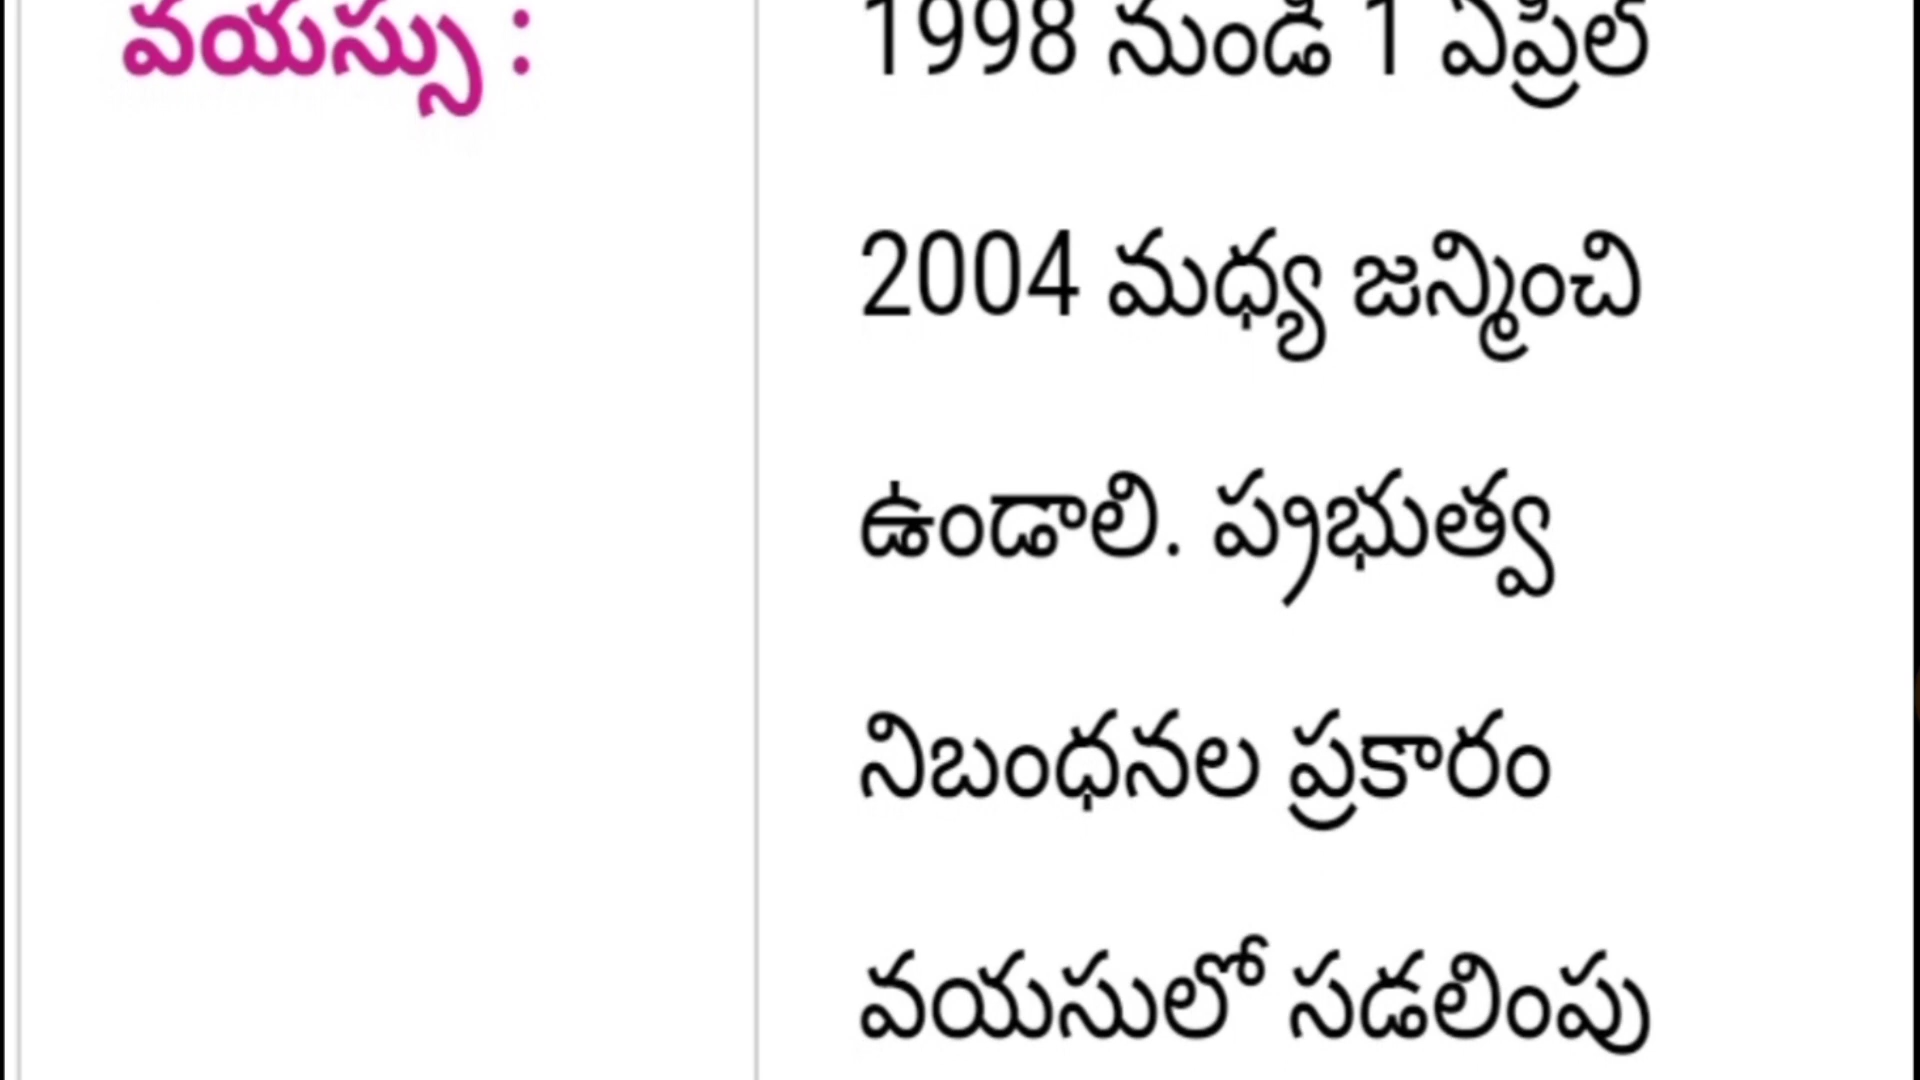 వయస్సు :
1998 నుండి 1 ఏప్రిల్
2004 మధ్య జన్మించి
ఉండాలి. ప్రభుత్వ
నిబంధనల ప్రకారం
వయసులో సడలింపు